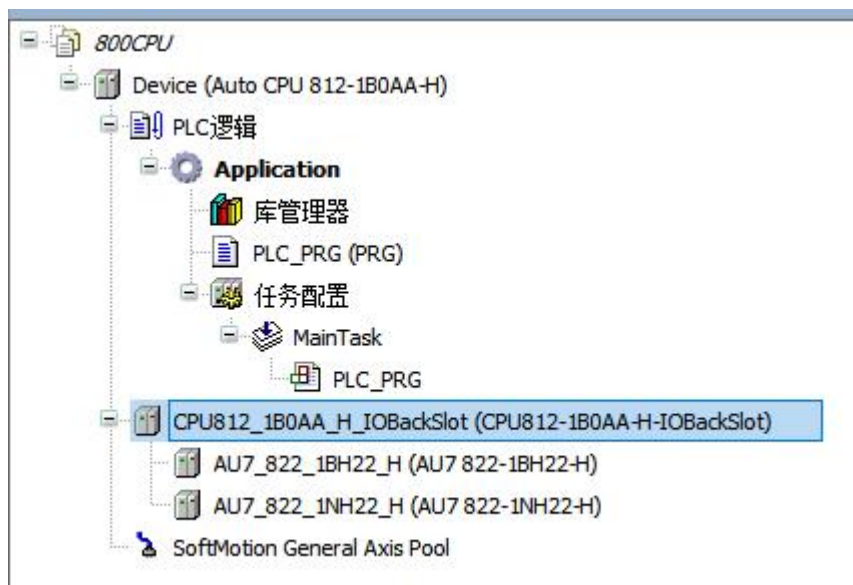 800CPU
Device (Auto CPU 812-1B0AA-H)
PLC逻辑
Application
库管理器
PLC_PRG (PRG)
任务配置
MainTask
PLC_PRG
CPU812_1B0AA_H_IOBackSlot (CPU812-1B0AA-H-IOBackSlot)
AU7_822_1BH22_H (AU7 822-1BH22-H)
AU7_822_1NH22_H (AU7 822-1NH22-H)
SoftMotion General Axis Pool